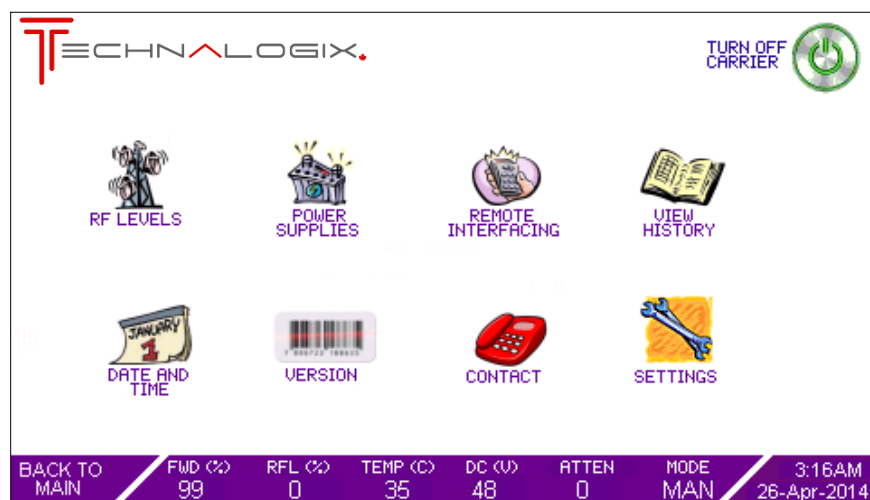 TECHNALOGIX
TURN OFF
CARRIER
RF LEVELS
POWER
SUPPLIES
REMOTE
INTERFACING
VIEW
HISTORY
JANUARY
1
DATE AND
TIME
VERSION
CONTACT
SETTINGS
BACK TO
MAIN
FWD (%)
99
RFL (%)
0
TEMP (C)
35
DC (V)
48
ATTEN
0
MODE
MAN
3:16AM
26-Apr-2014